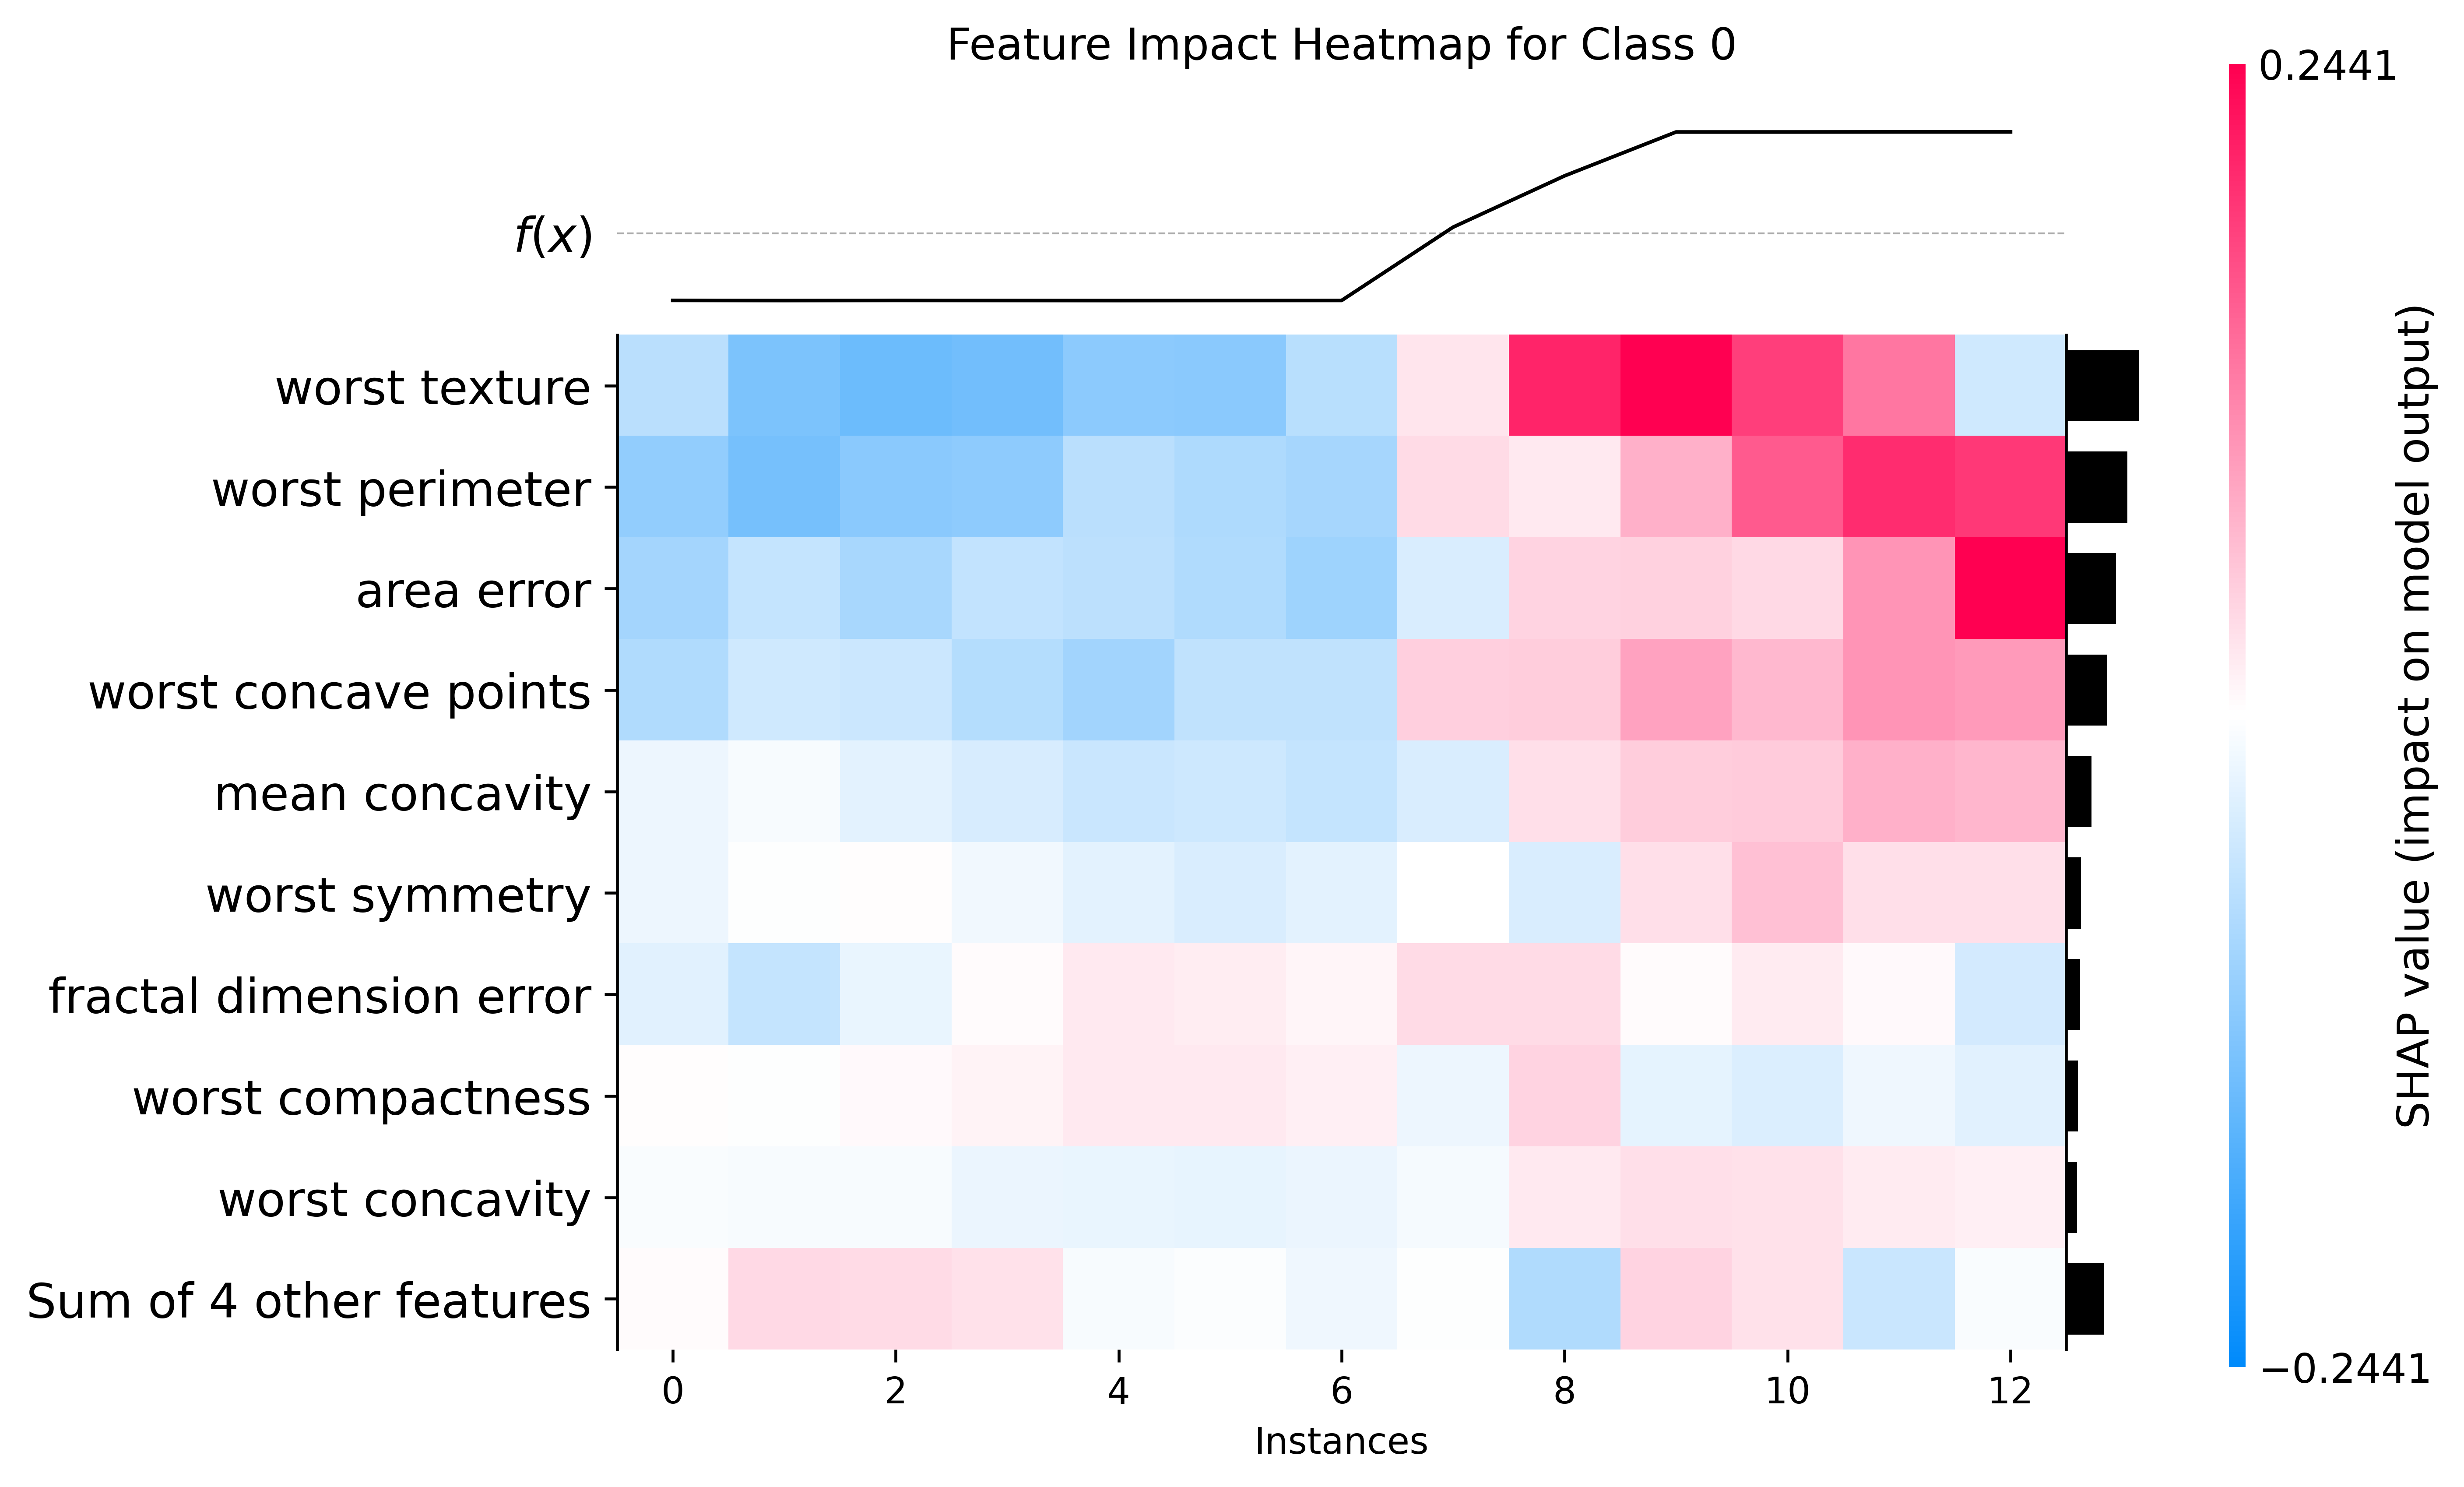 Feature Impact Heatmap for Class 0
0.2441
f(x)
worst texture
worst perimeter
area error
worst concave points
mean concavity
worst symmetry
fractal dimension error
worst compactness
worst concavity
Sum of 4 other features
0 2 4 6 8 10 12
Instances
SHAP value (impact on model output)
−0.2441